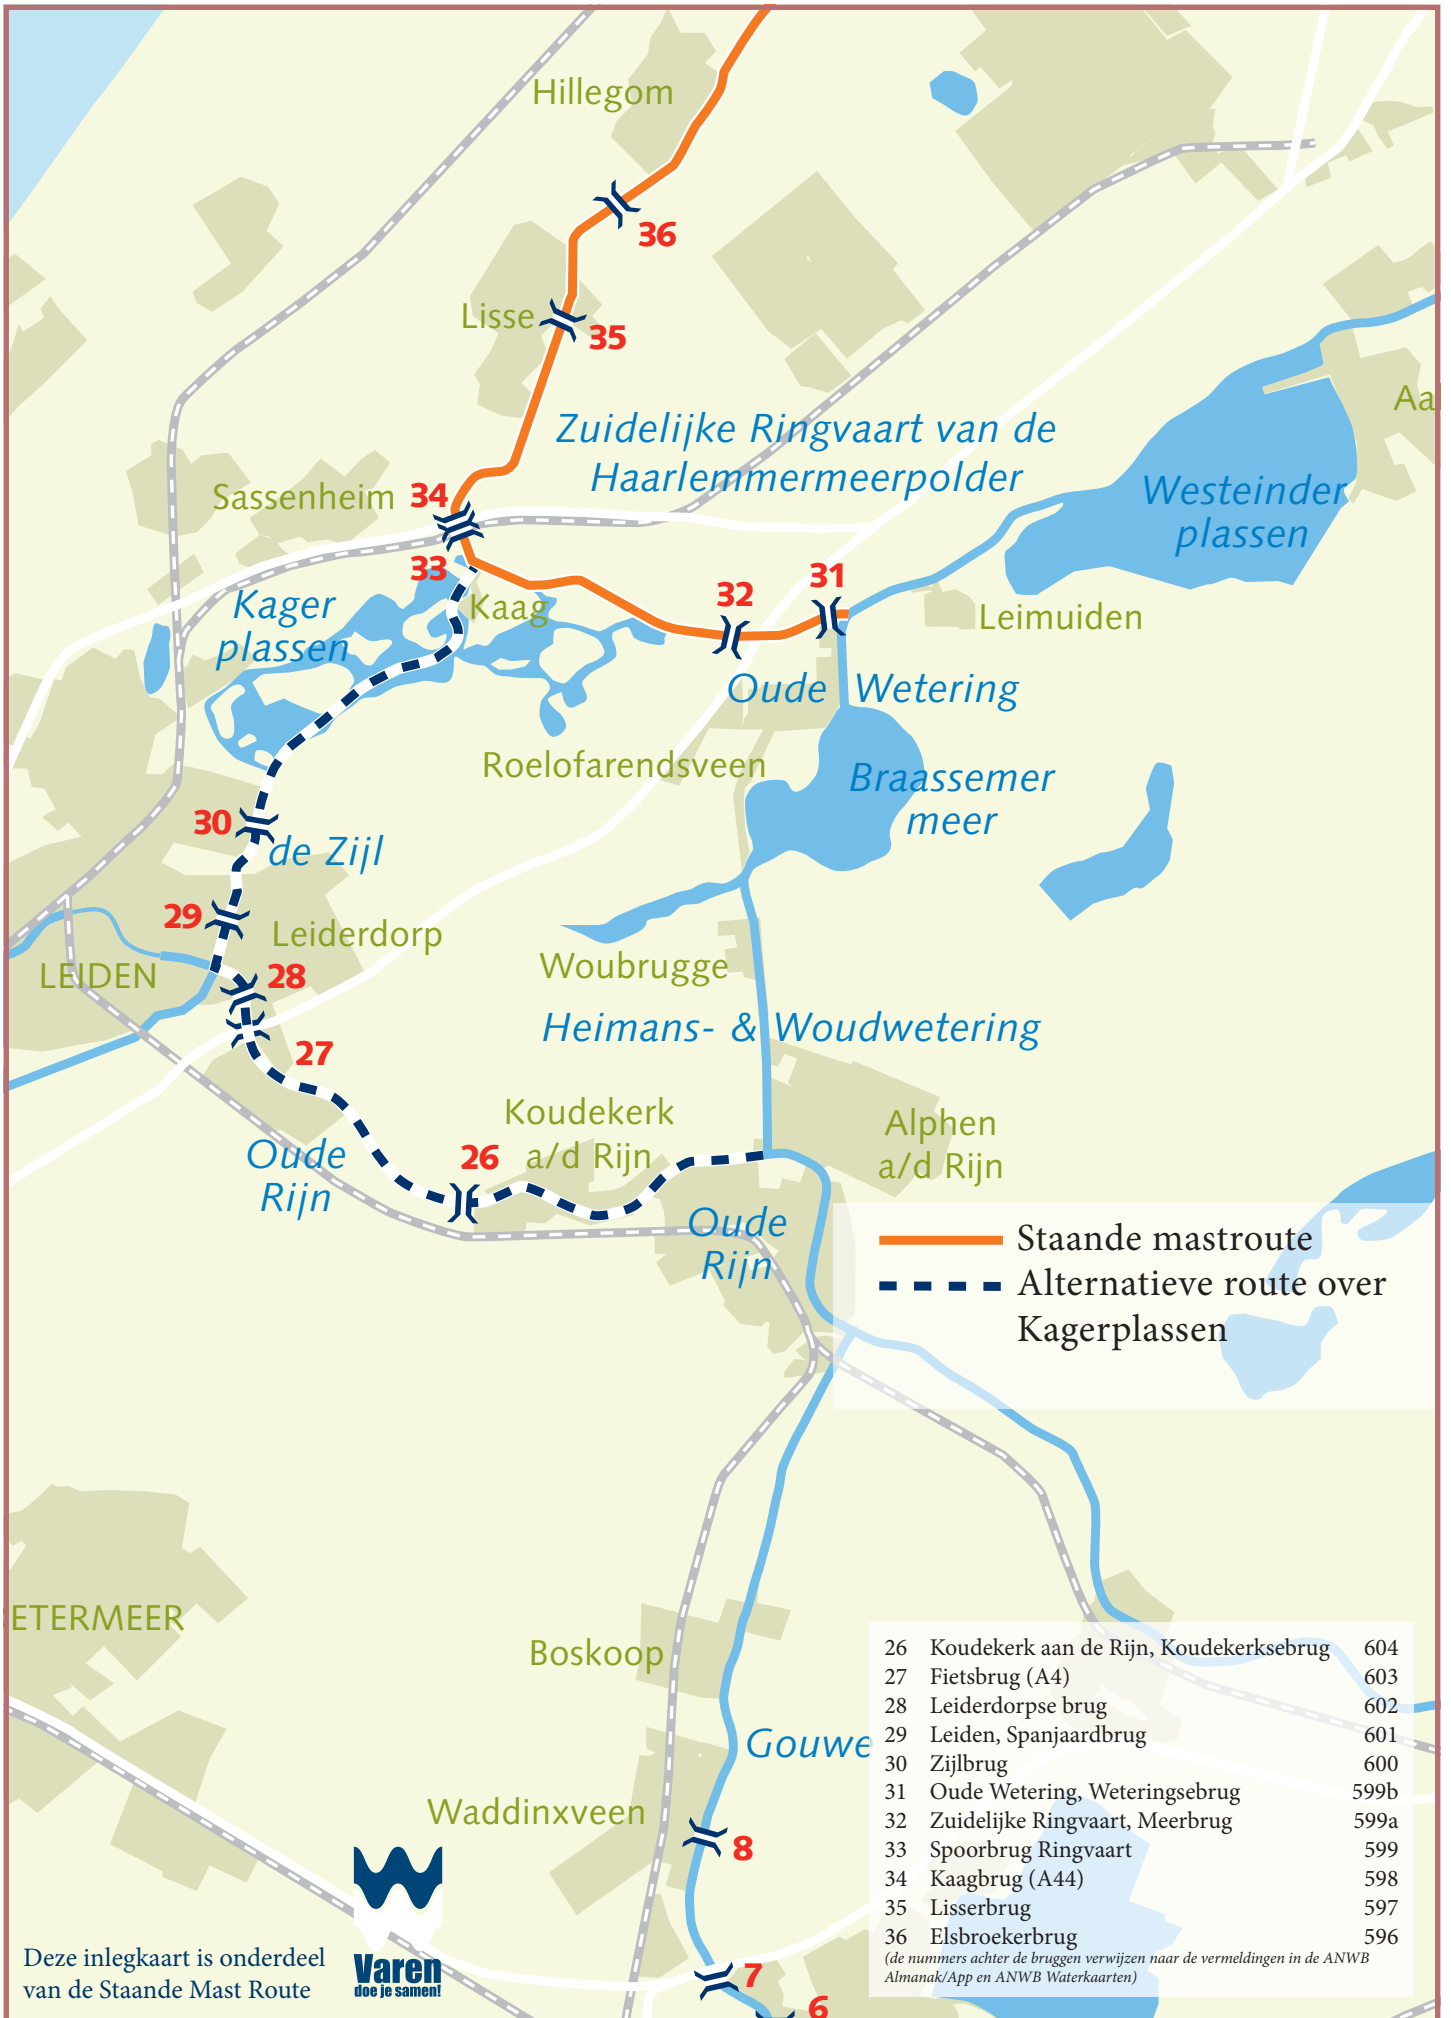 Hillegom
36
Lisse
35
Zuidelijke Ringvaart van de
Haarlemmermeerpolder
Aa
Westeinder
plassen
Sassenheim
34
33
32
31
Kager
plassen
Kaag
Leimuiden
Oude Wetering
Roelofarendsveen
Braassemer
meer
30
de Zijl
29
Leiderdorp
LEIDEN
28
Woubrugge
27
Heimans- & Woudwetering
Koudekerk
a/d Rijn
Alphen
a/d Rijn
Oude
Rijn
26
Oude
Rijn
Staande mastroute
Alternatieve route over
Kagerplassen
ETERMEER
Boskoop
Gouwe
Waddinxveen
8
7
6
26 Koudekerk aan de Rijn, Koudekerksebrug 604
27 Fietsbrug (A4) 603
28 Leiderdorpse brug 602
29 Leiden, Spanjaardbrug 601
30 Zijlbrug 600
31 Oude Wetering, Weteringsebrug 599b
32 Zuidelijke Ringvaart, Meerbrug 599a
33 Spoorbrug Ringvaart 599
34 Kaagbrug (A44) 598
35 Lisserbrug 597
36 Elsbroekerbrug 596
(de nummers achter de bruggen verwijzen naar de vermeldingen in de ANWB
Almanak/App en ANWB Waterkaarten)
Deze inlegkaart is onderdeel
van de Staande Mast Route
Varen
doe je samen!